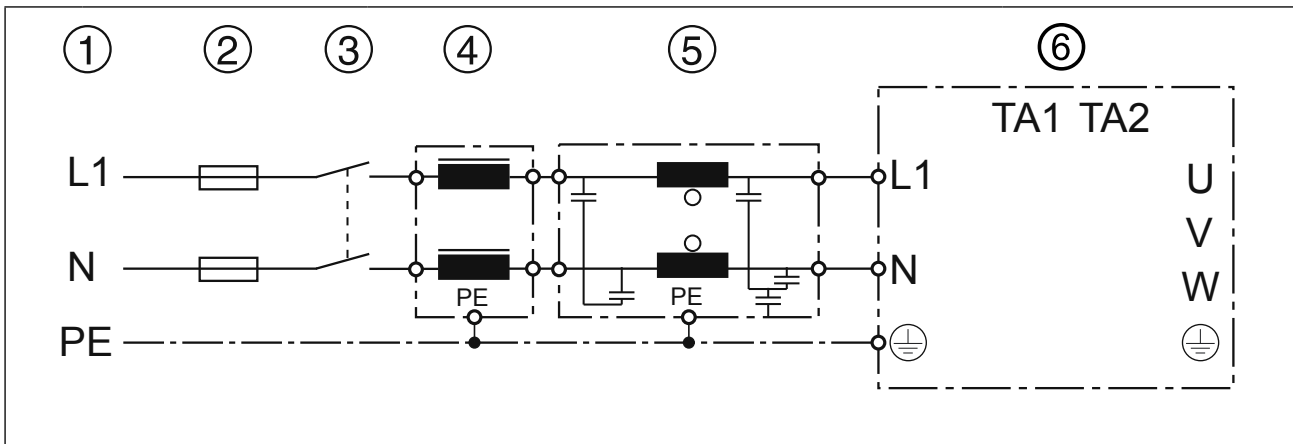 ① ② ③ ④ ⑤ ⑥
TA1 TA2
L1 L1 U
V
N N W
PE PE
PE